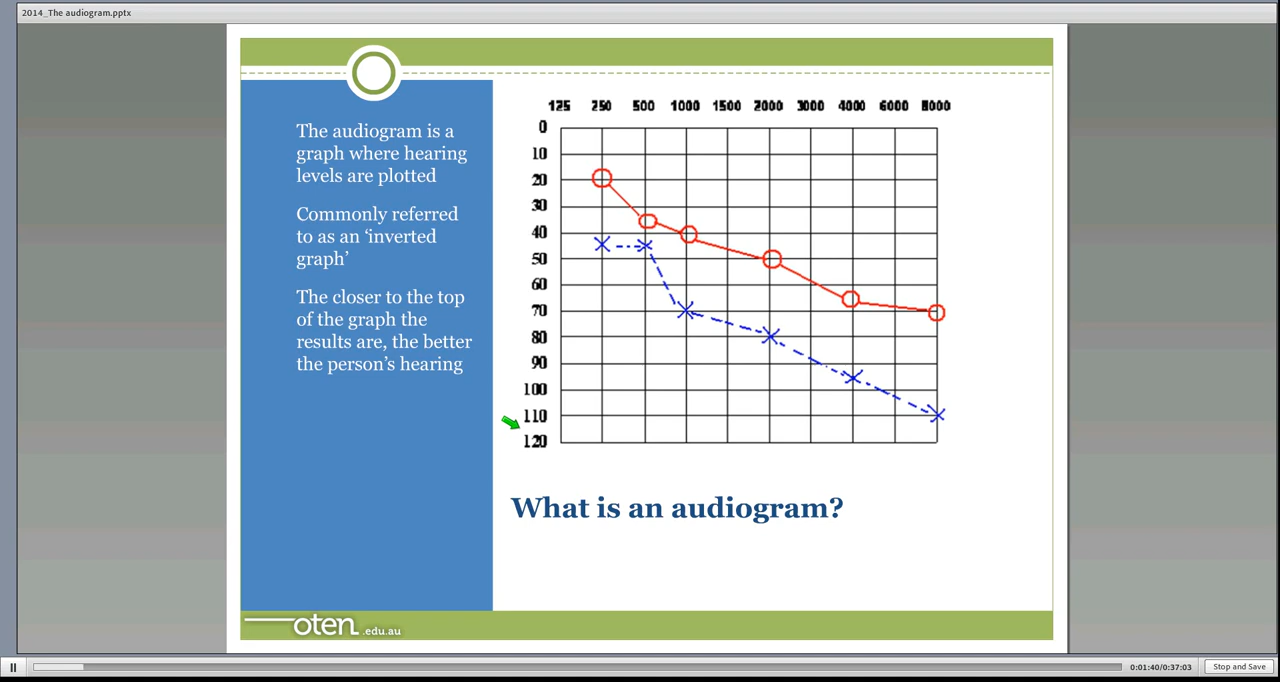 2014_The audiogram.pptx
The audiogram is a
graph where hearing
levels are plotted
Commonly referred
to as an ‘inverted
graph’
The closer to the top
of the graph the
results are, the better
the person’s hearing
125 250 500 1000 1500 2000 3000 4000 6000 8000
0
10
20
30
40
50
60
70
80
90
100
110
120
What is an audiogram?
oten.edu.au
0:01:40/0:37:03
Stop and Save